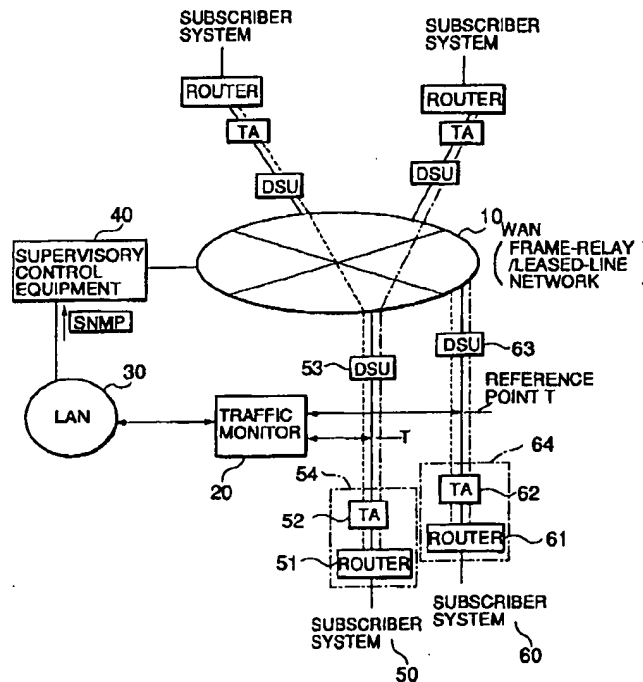 SUBSCRIBER
SYSTEM
SUBSCRIBER
SYSTEM
ROUTER
ROUTER
TA
TA
DSU
DSU
40
10
WAN
(FRAME-RELAY
/LEASED-LINE
NETWORK)
SUPERVISORY
CONTROL
EQUIPMENT
SNMP
53
DSU
DSU
63
30
REFERENCE
POINT T
LAN
TRAFFIC
MONITOR
T
20
54
64
52
TA
TA
62
51
ROUTER
ROUTER
61
SUBSCRIBER
SYSTEM
50
SUBSCRIBER
SYSTEM
60